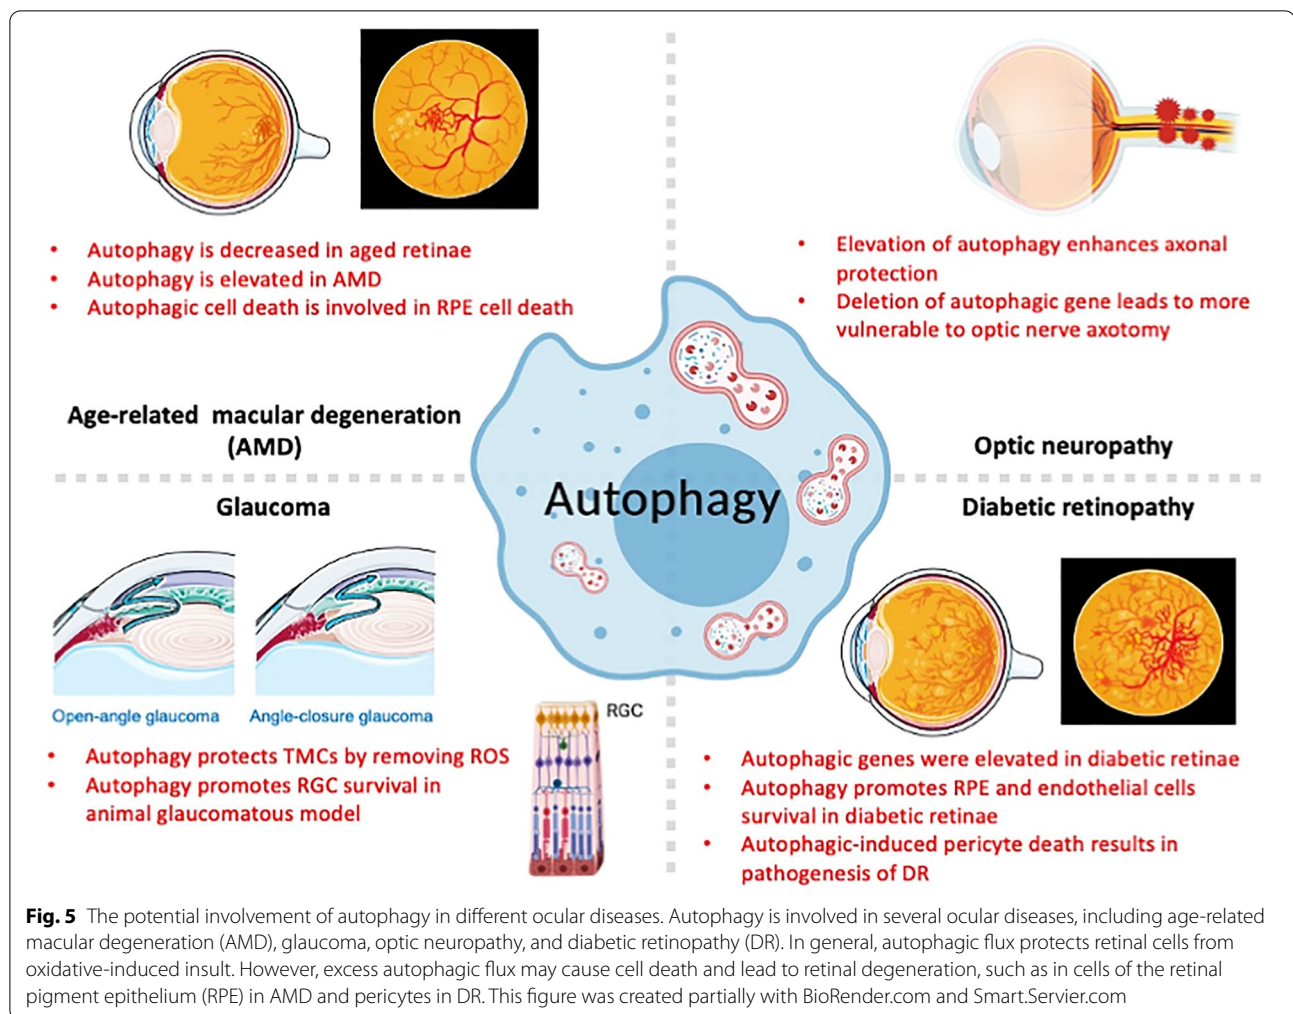 • Autophagy is decreased in aged retinae
• Autophagy is elevated in AMD
• Autophagic cell death is involved in RPE cell death
Age-related macular degeneration
(AMD)
• Elevation of autophagy enhances axonal
protection
• Deletion of autophagic gene leads to more
vulnerable to optic nerve axotomy
Optic neuropathy
Autophagy
Glaucoma
Open-angle glaucoma
Angle-closure glaucoma
RGC
• Autophagy protects TMCs by removing ROS
• Autophagy promotes RGC survival in
animal glaucomatous model
Diabetic retinopathy
• Autophagic genes were elevated in diabetic retinae
• Autophagy promotes RPE and endothelial cells
survival in diabetic retinae
• Autophagic-induced pericyte death results in
pathogenesis of DR
Fig. 5 The potential involvement of autophagy in different ocular diseases. Autophagy is involved in several ocular diseases, including age-related
macular degeneration (AMD), glaucoma, optic neuropathy, and diabetic retinopathy (DR). In general, autophagic flux protects retinal cells from
oxidative-induced insult. However, excess autophagic flux may cause cell death and lead to retinal degeneration, such as in cells of the retinal
pigment epithelium (RPE) in AMD and pericytes in DR. This figure was created partially with BioRender.com and Smart.Servier.com